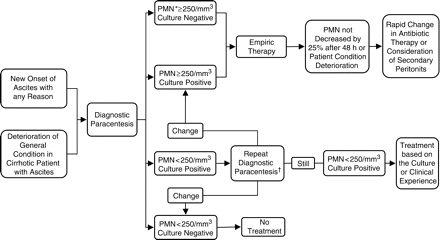 New Onset of
Ascites with
any Reason
Deterioration of
General
Condition in
Cirrhotic Patient
with Ascites
Diagnostic
Paracentesis
PMN*≥250/mm³
Culture Negative
PMN≥250/mm³
Culture Positive
Change
PMN<250/mm³
Culture Positive
Change
PMN<250/mm³
Culture Negative
Empiric
Therapy
Repeat
Diagnostic
Paracentesis†
No
Treatment
Still
PMN not
Decreased by
25% after 48 h or
Patient Condition
Deterioration
PMN<250/mm³
Culture Positive
Rapid Change
in Antibiotic
Therapy or
Consideration
of Secondary
Peritonits
Treatment
based on
the Culture
or Clinical
Experience